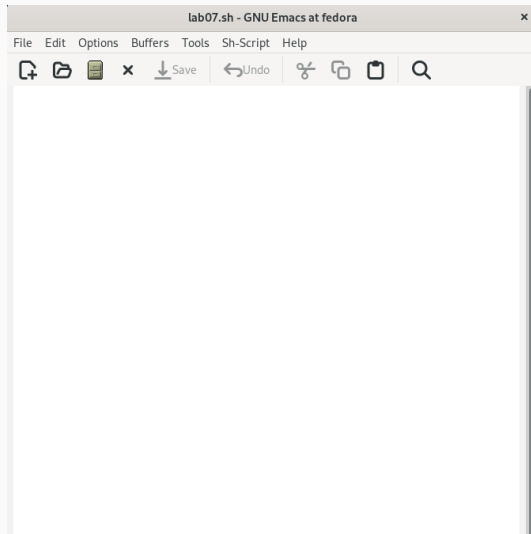 lab07.sh - GNU Emacs at fedora
File Edit Options Buffers Tools Sh-Script Help
Save Undo